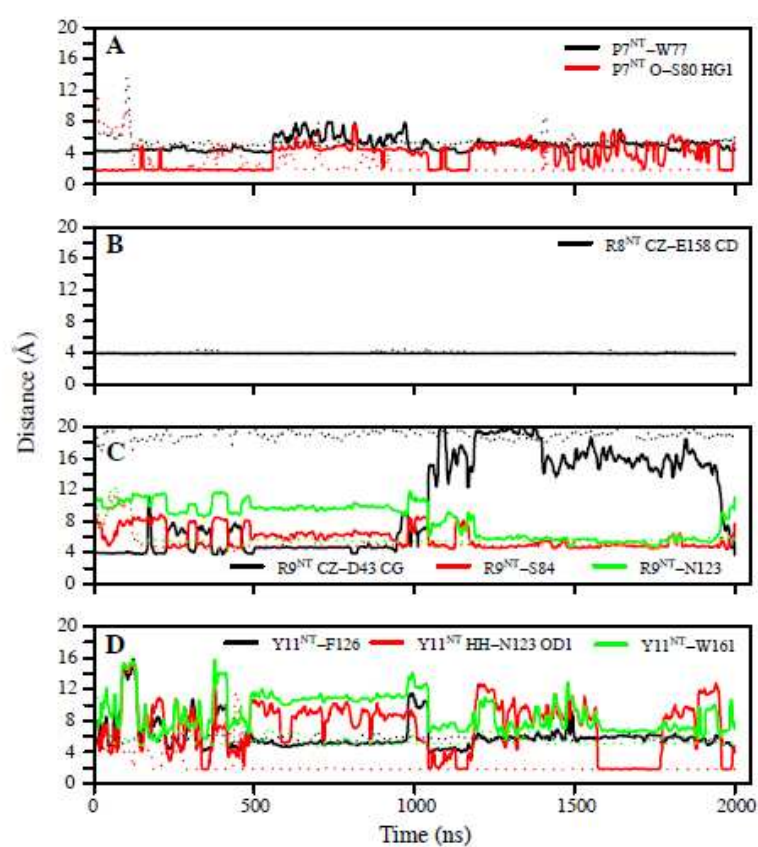 20
16
12
8
4
0
A
P7ᴺᵀ–W77
P7ᴺᵀ O–S80 HG1
20
16
12
8
4
0
B
R8ᴺᵀ CZ–E158 CD
Distance (Å)
20
16
12
8
4
0
C
R9ᴺᵀ CZ–D43 CG R9ᴺᵀ–S84 R9ᴺᵀ–N123
20
16
12
8
4
0
D
Y11ᴺᵀ–F126 Y11ᴺᵀ HH–N123 OD1 Y11ᴺᵀ–W161
0 500 1000 1500 2000
Time (ns)